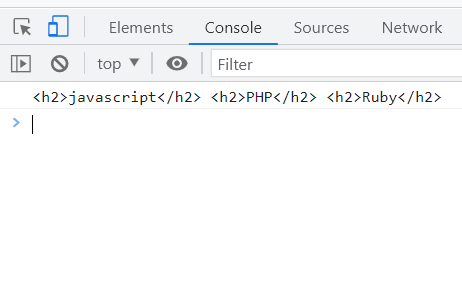 Elements Console Sources Network
top ▼ Filter
<h2>javascript</h2> <h2>PHP</h2> <h2>Ruby</h2>
>